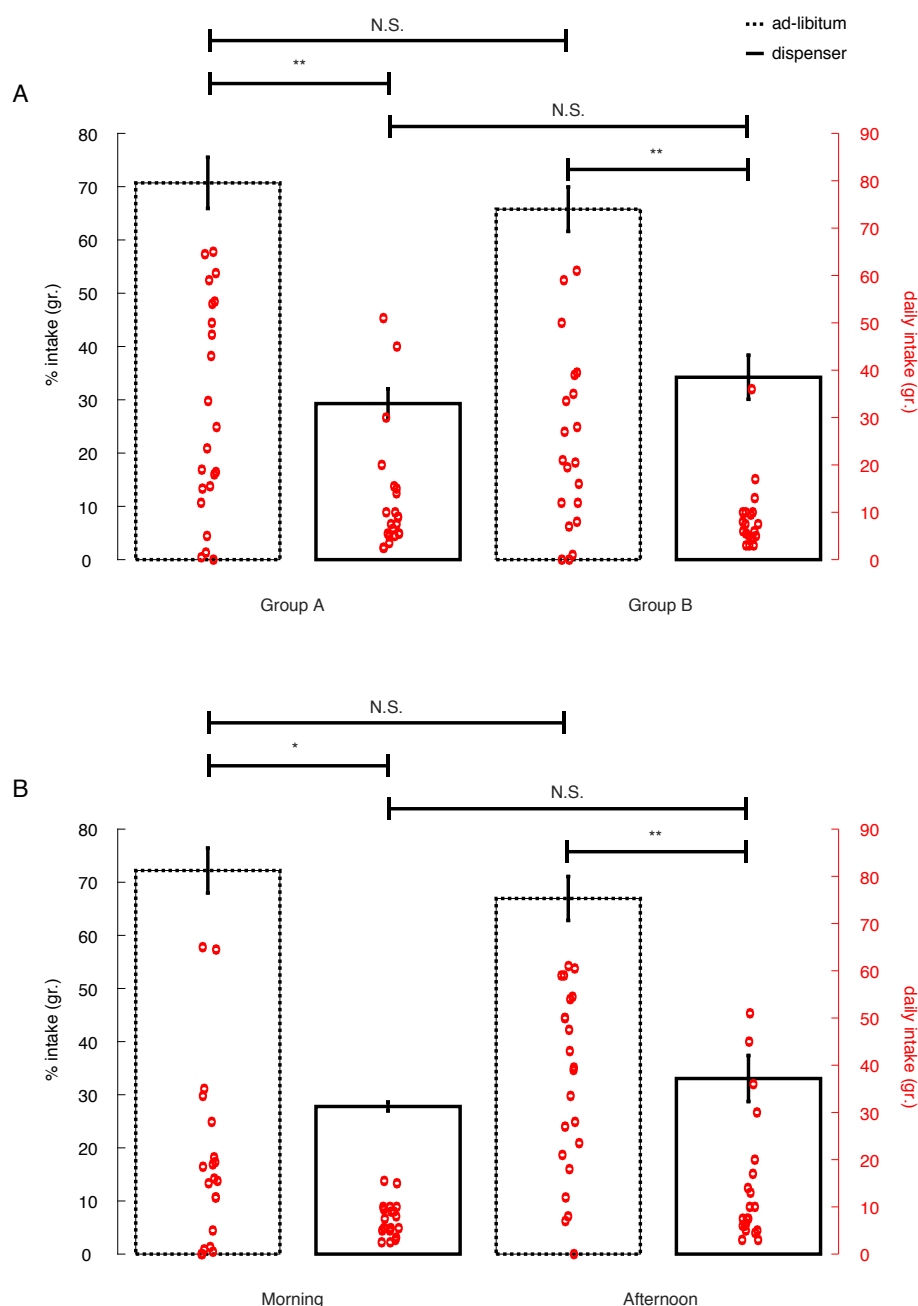 N.S.
ad-libitum
dispenser
**
A
N.S.
**
80
70
60
50
40
30
20
10
0
% intake (gr.)
90
80
70
60
50
40
30
20
10
0
daily intake (gr.)
Group A
Group B
N.S.
*
B
N.S.
**
80
70
60
50
40
30
20
10
0
% intake (gr.)
90
80
70
60
50
40
30
20
10
0
daily intake (gr.)
Morning
Afternoon